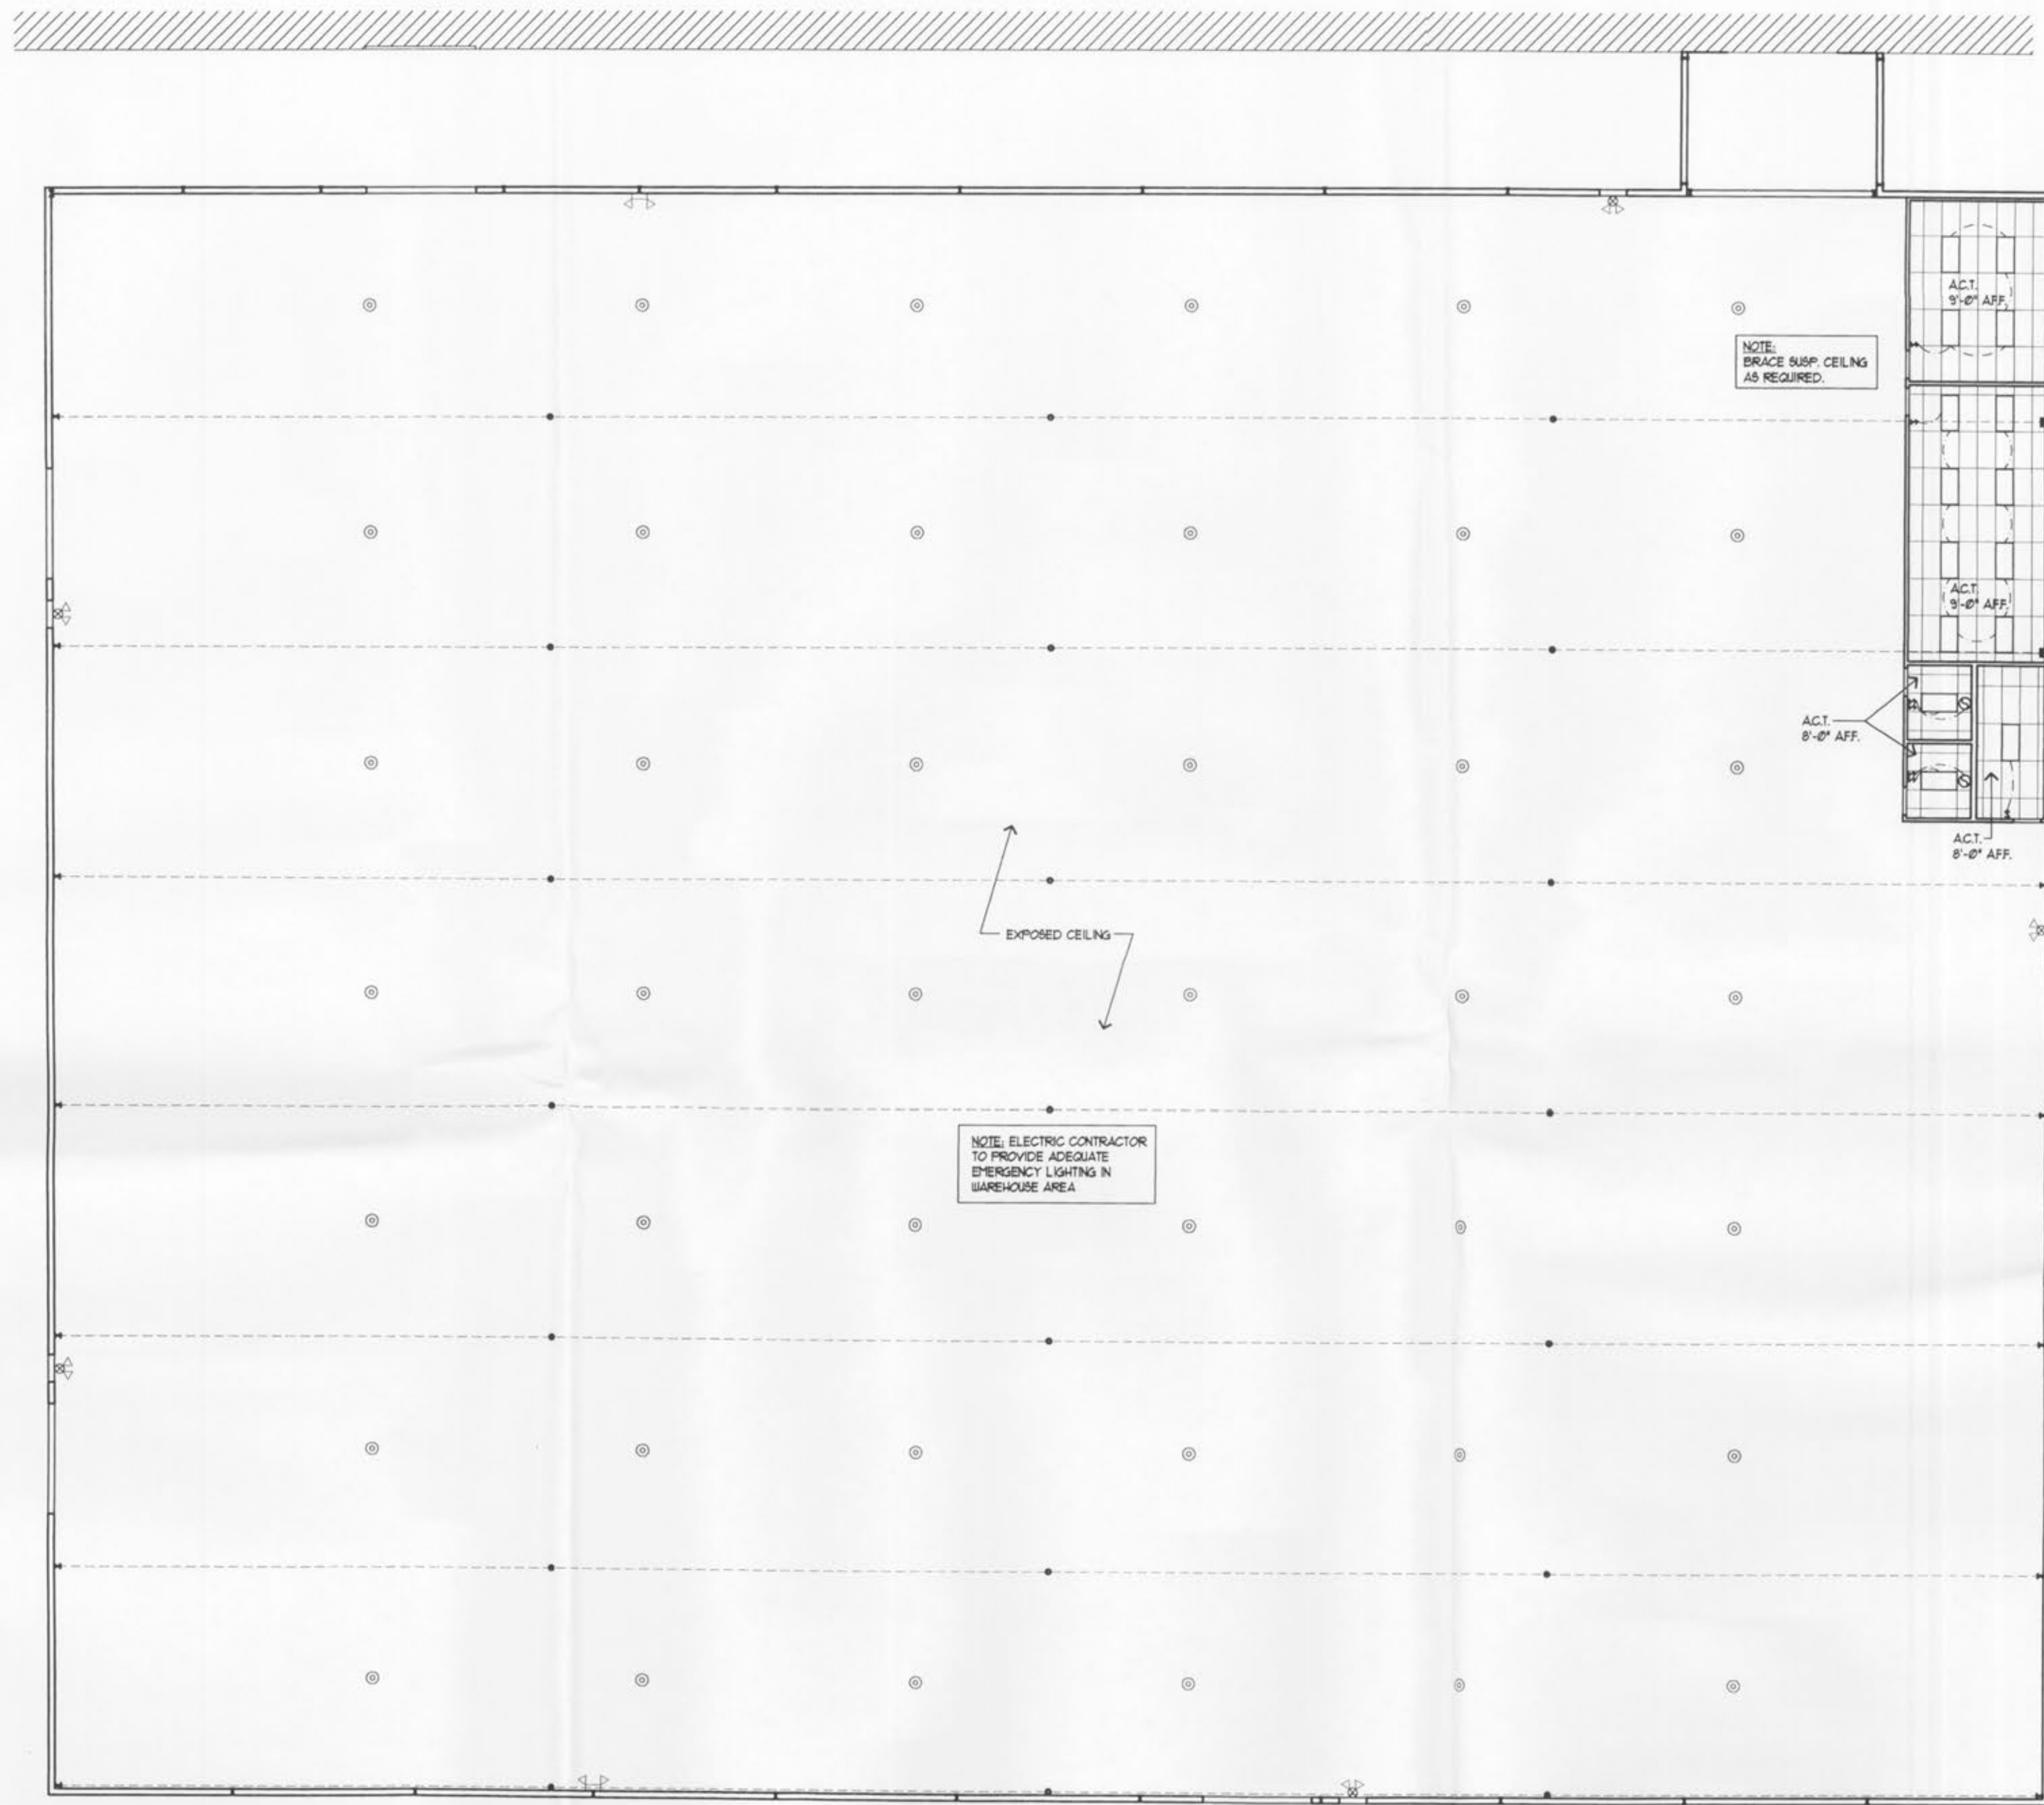 A.C.T.
9'-0" AFF.
NOTE:
BRACE SUSP. CEILING
AS REQUIRED.
A.C.T.
9'-0" AFF.
A.C.T.
8'-0" AFF.
A.C.T.
8'-0" AFF.
EXPOSED CEILING
NOTE: ELECTRIC CONTRACTOR
TO PROVIDE ADEQUATE
EMERGENCY LIGHTING IN
WAREHOUSE AREA